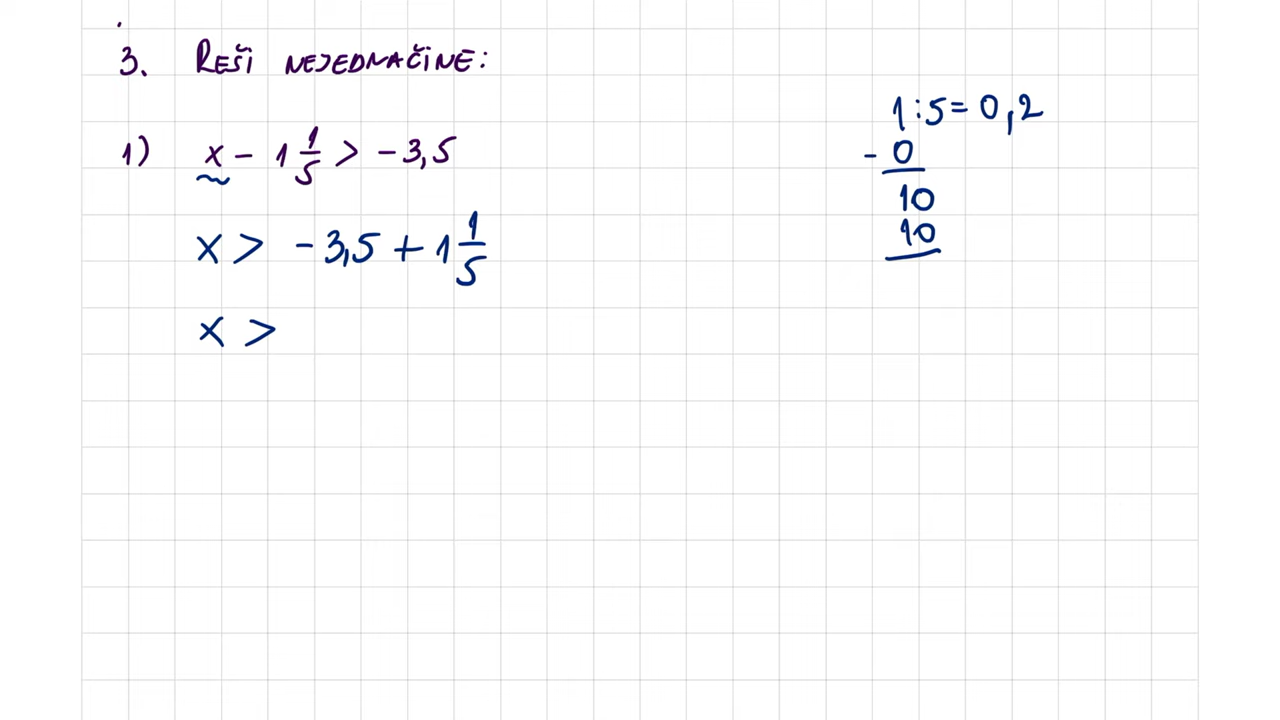 3. REŠI NEJEDNAČINE:
1) x - 1 1/5 > -3,5
x > -3,5 + 1 1/5
x >
1:5=0,2
- 0
10
10